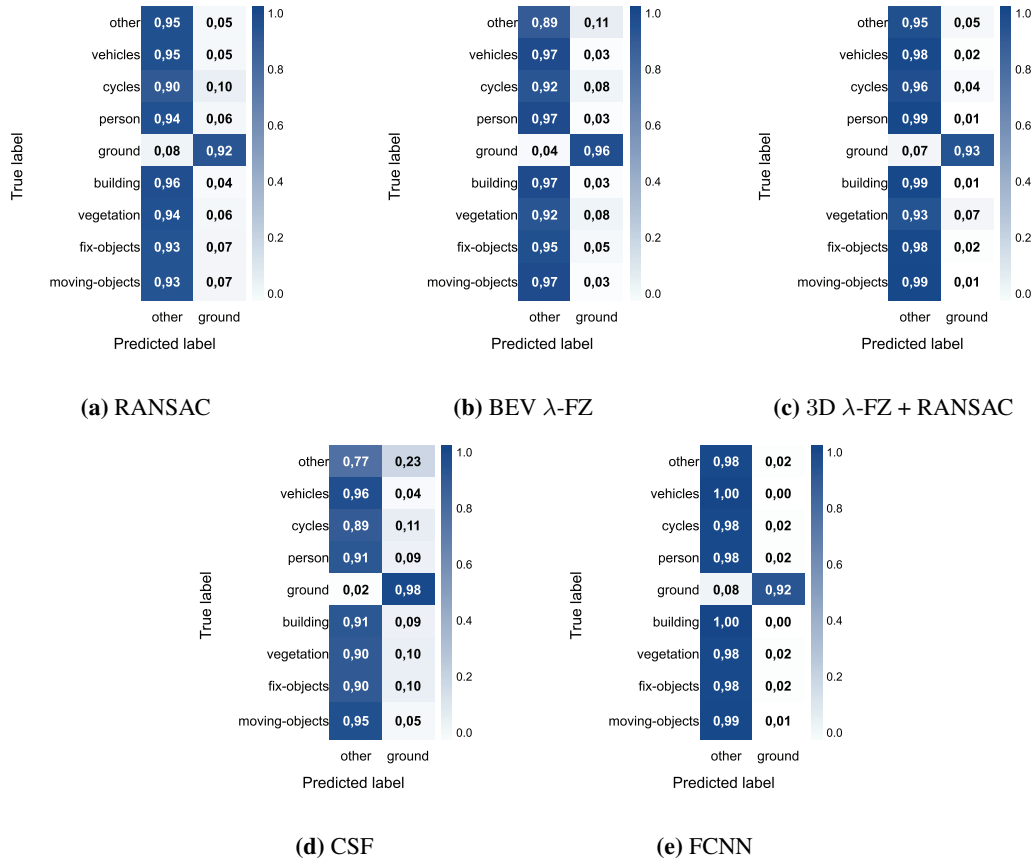 True label
other 0,95 0,05
vehicles 0,95 0,05
cycles 0,90 0,10
person 0,94 0,06
ground 0,08 0,92
building 0,96 0,04
vegetation 0,94 0,06
fix-objects 0,93 0,07
moving-objects 0,93 0,07
other ground
Predicted label
1.0
0.8
0.6
0.4
0.2
0.0
(a) RANSAC
True label
other 0,89 0,11
vehicles 0,97 0,03
cycles 0,92 0,08
person 0,97 0,03
ground 0,04 0,96
building 0,97 0,03
vegetation 0,92 0,08
fix-objects 0,95 0,05
moving-objects 0,97 0,03
other ground
Predicted label
1.0
0.8
0.6
0.4
0.2
0.0
(b) BEV λ-FZ
True label
other 0,95 0,05
vehicles 0,98 0,02
cycles 0,96 0,04
person 0,99 0,01
ground 0,07 0,93
building 0,99 0,01
vegetation 0,93 0,07
fix-objects 0,98 0,02
moving-objects 0,99 0,01
other ground
Predicted label
1.0
0.8
0.6
0.4
0.2
0.0
(c) 3D λ-FZ + RANSAC
True label
other 0,77 0,23
vehicles 0,96 0,04
cycles 0,89 0,11
person 0,91 0,09
ground 0,02 0,98
building 0,91 0,09
vegetation 0,90 0,10
fix-objects 0,90 0,10
moving-objects 0,95 0,05
other ground
Predicted label
1.0
0.8
0.6
0.4
0.2
0.0
(d) CSF
True label
other 0,98 0,02
vehicles 1,00 0,00
cycles 0,98 0,02
person 0,98 0,02
ground 0,08 0,92
building 1,00 0,00
vegetation 0,98 0,02
fix-objects 0,98 0,02
moving-objects 0,99 0,01
other ground
Predicted label
1.0
0.8
0.6
0.4
0.2
0.0
(e) FCNN